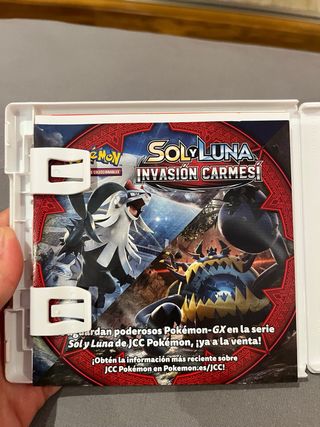 POKÉMON
SOL Y LUNA
INVASIÓN CARMESÍ
guardan poderosos Pokémon-GX en la serie
Sol y Luna de JCC Pokémon, ¡ya a la venta!
¡Obtén la información más reciente sobre
JCC Pokémon en Pokemon.es/JCC!